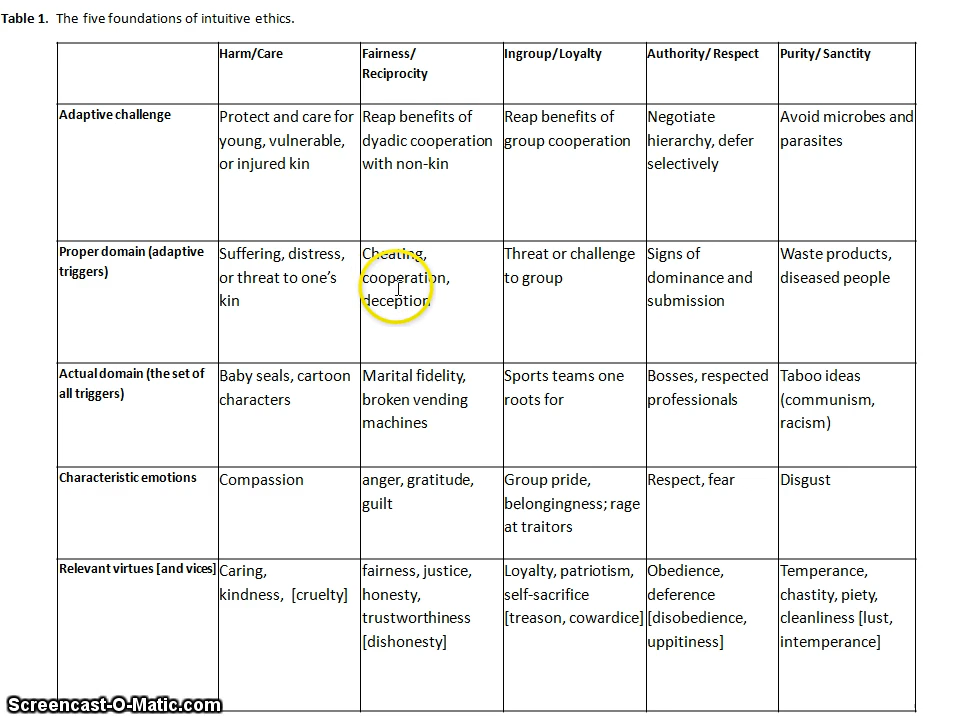 Table 1. The five foundations of intuitive ethics.
Harm/Care
Fairness/
Reciprocity
Ingroup/Loyalty
Authority/ Respect
Purity/ Sanctity
Adaptive challenge
Protect and care for
young, vulnerable,
or injured kin
Reap benefits of
dyadic cooperation
with non-kin
Reap benefits of
group cooperation
Negotiate
hierarchy, defer
selectively
Avoid microbes and
parasites
Proper domain (adaptive
triggers)
Suffering, distress,
or threat to one's
kin
Cheating,
cooperation,
deception
Threat or challenge
to group
Signs of
dominance and
submission
Waste products,
diseased people
Actual domain (the set of
all triggers)
Baby seals, cartoon
characters
Marital fidelity,
broken vending
machines
Sports teams one
roots for
Bosses, respected
professionals
Taboo ideas
(communism,
racism)
Characteristic emotions
Compassion
anger, gratitude,
guilt
Group pride,
belongingness; rage
at traitors
Respect, fear
Disgust
Relevant virtues [and vices]
Caring,
kindness, [cruelty]
fairness, justice,
honesty,
trustworthiness
[dishonesty]
Loyalty, patriotism,
self-sacrifice
[treason, cowardice]
Obedience,
deference
[disobedience,
uppitiness]
Temperance,
chastity, piety,
cleanliness [lust,
intemperance]
Screencast-O-Matic.com